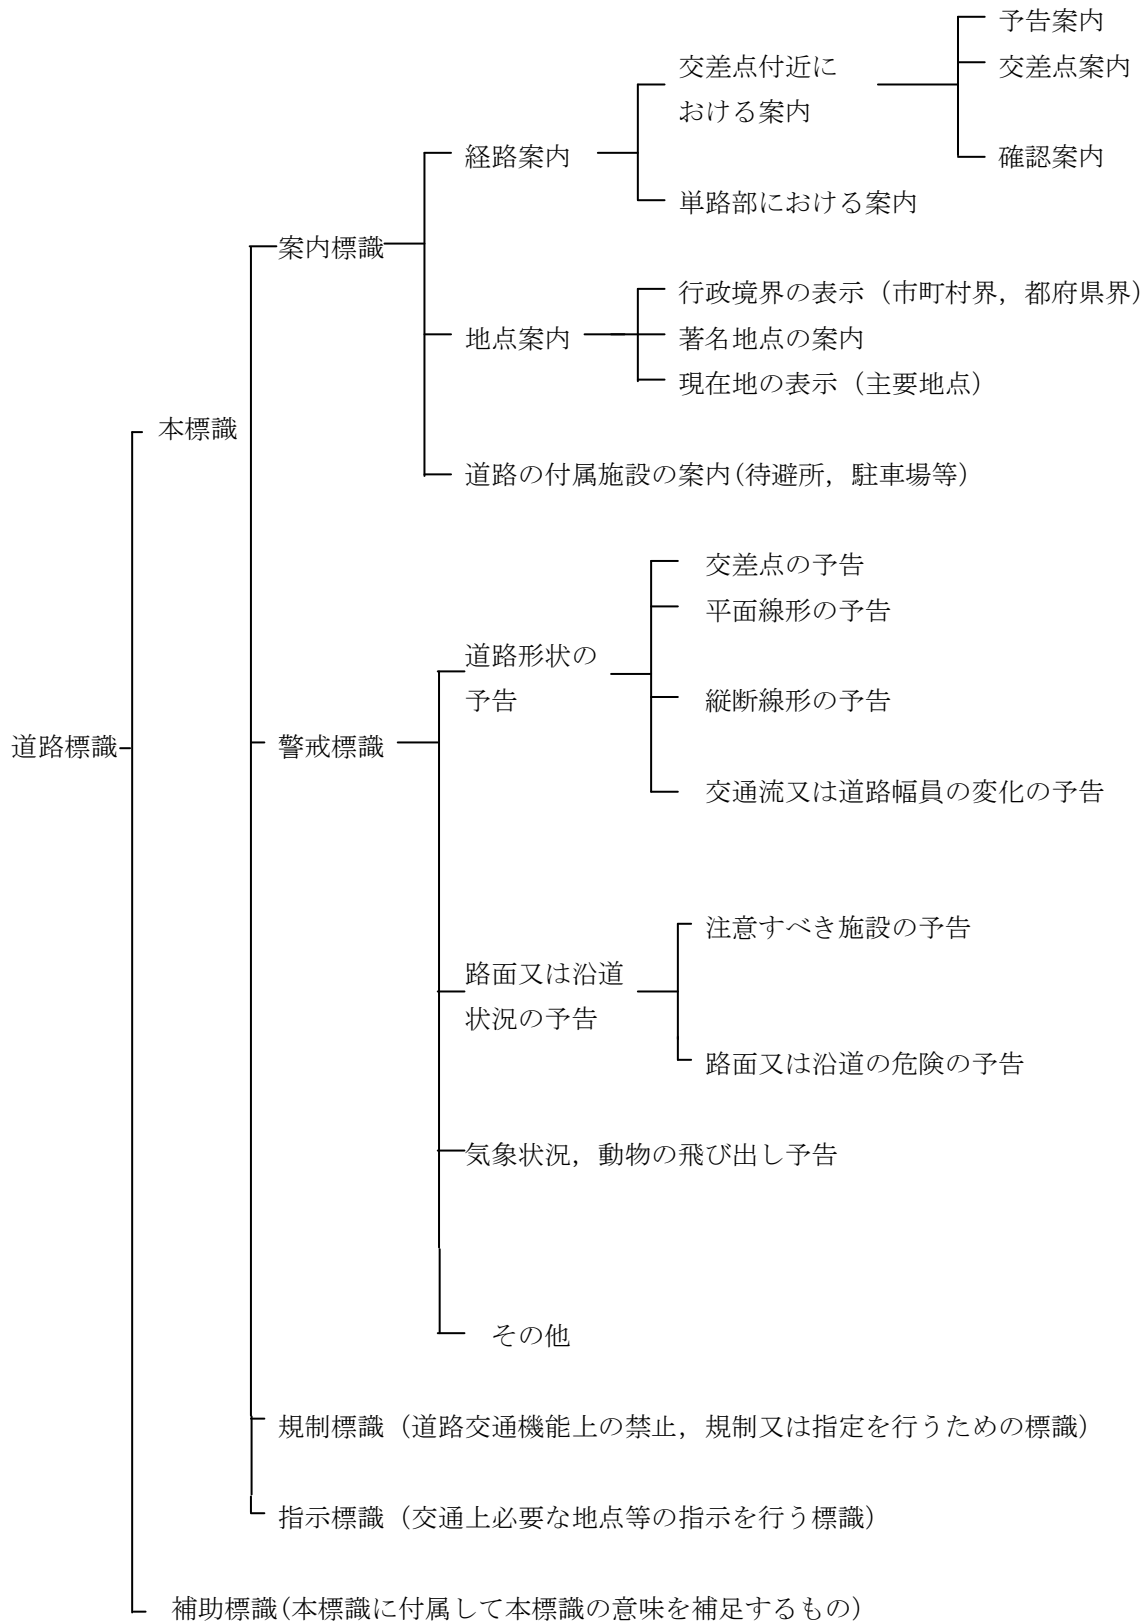 予告案内
交差点付近に
交差点案内
おける案内
経路案内
確認案内
単路部における案内
案内標識
行政境界の表示（市町村界，都府県界）
地点案内
著名地点の案内
現在地の表示（主要地点）
本標識
道路の付属施設の案内(待避所，駐車場等）
交差点の予告
平面線形の予告
道路形状の
予告
縦断線形の予告
道路標識
警戒標識
交通流又は道路幅員の変化の予告
注意すべき施設の予告
路面又は沿道
状況の予告
路面又は沿道の危険の予告
気象状況，動物の飛び出し予告
その他
規制標識（道路交通機能上の禁止，規制又は指定を行うための標識）
指示標識（交通上必要な地点等の指示を行う標識）
補助標識(本標識に付属して本標識の意味を補足するもの）